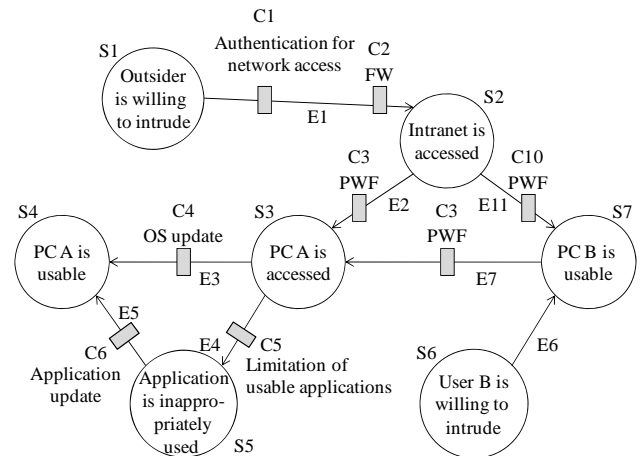 C1
Authentication for
network access
C2
FW
S1
Outsider
is willing
to intrude
E1
S2
Intranet is
accessed
C3
PWF
C10
PWF
E2
E11
S4
C4
OS update
S3
C3
PWF
S7
PC A is
usable
E3
PC A is
accessed
E7
PC B is
usable
E5
C6
Application
update
E4
C5
Limitation of
usable applications
S6
E6
Application
is inappro-
priately
used
S5
User B is
willing to
intrude